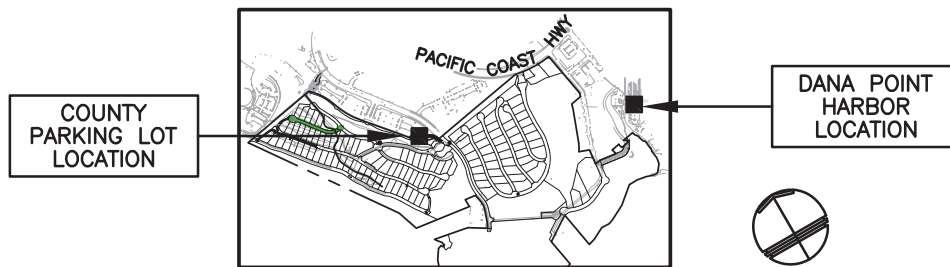 PACIFIC COAST HWY
COUNTY
PARKING LOT
LOCATION
DANA POINT
HARBOR
LOCATION